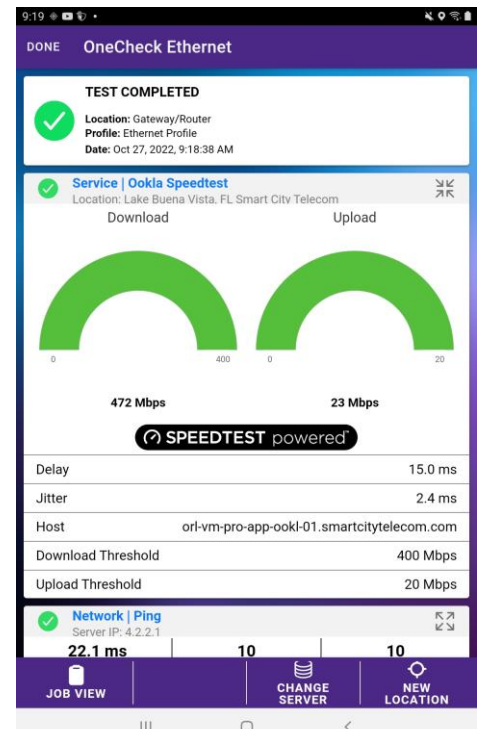 9:19
DONE OneCheck Ethernet
TEST COMPLETED
Location: Gateway/Router
Profile: Ethernet Profile
Date: Oct 27, 2022, 9:18:38 AM
Service | Ookla Speedtest
Location: Lake Buena Vista, FL Smart City Telecom
Download Upload
0 400 0 20
472 Mbps 23 Mbps
SPEEDTEST powered™
Delay 15.0 ms
Jitter 2.4 ms
Host orl-vm-pro-app-ookl-01.smartcitytelecom.com
Download Threshold 400 Mbps
Upload Threshold 20 Mbps
Network | Ping
Server IP: 4.2.2.1
22.1 ms 10 10
JOB VIEW CHANGE SERVER NEW LOCATION